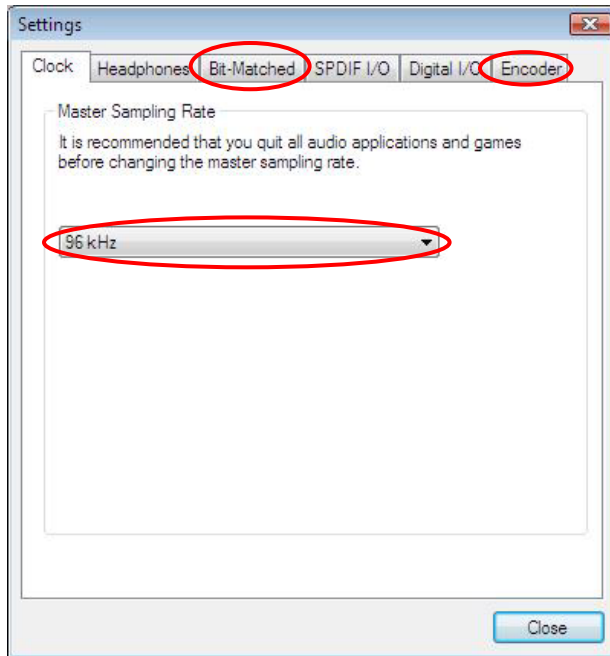 Settings
Clock Headphones Bit-Matched SPDIF I/O Digital I/O Encoder
Master Sampling Rate
It is recommended that you quit all audio applications and games
before changing the master sampling rate.
96 kHz
Close